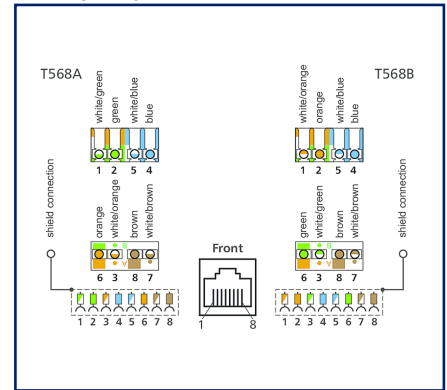 T568A
T568B
white/green
green
white/blue
blue
white/orange
orange
white/blue
blue
1 2 5 4
1 2 5 4
shield connection
orange
white/orange
brown
white/brown
green
white/green
brown
white/brown
shield connection
6 3 8 7
Front
6 3 8 7
1 2 3 4 5 6 7 8
1 8
1 2 3 4 5 6 7 8